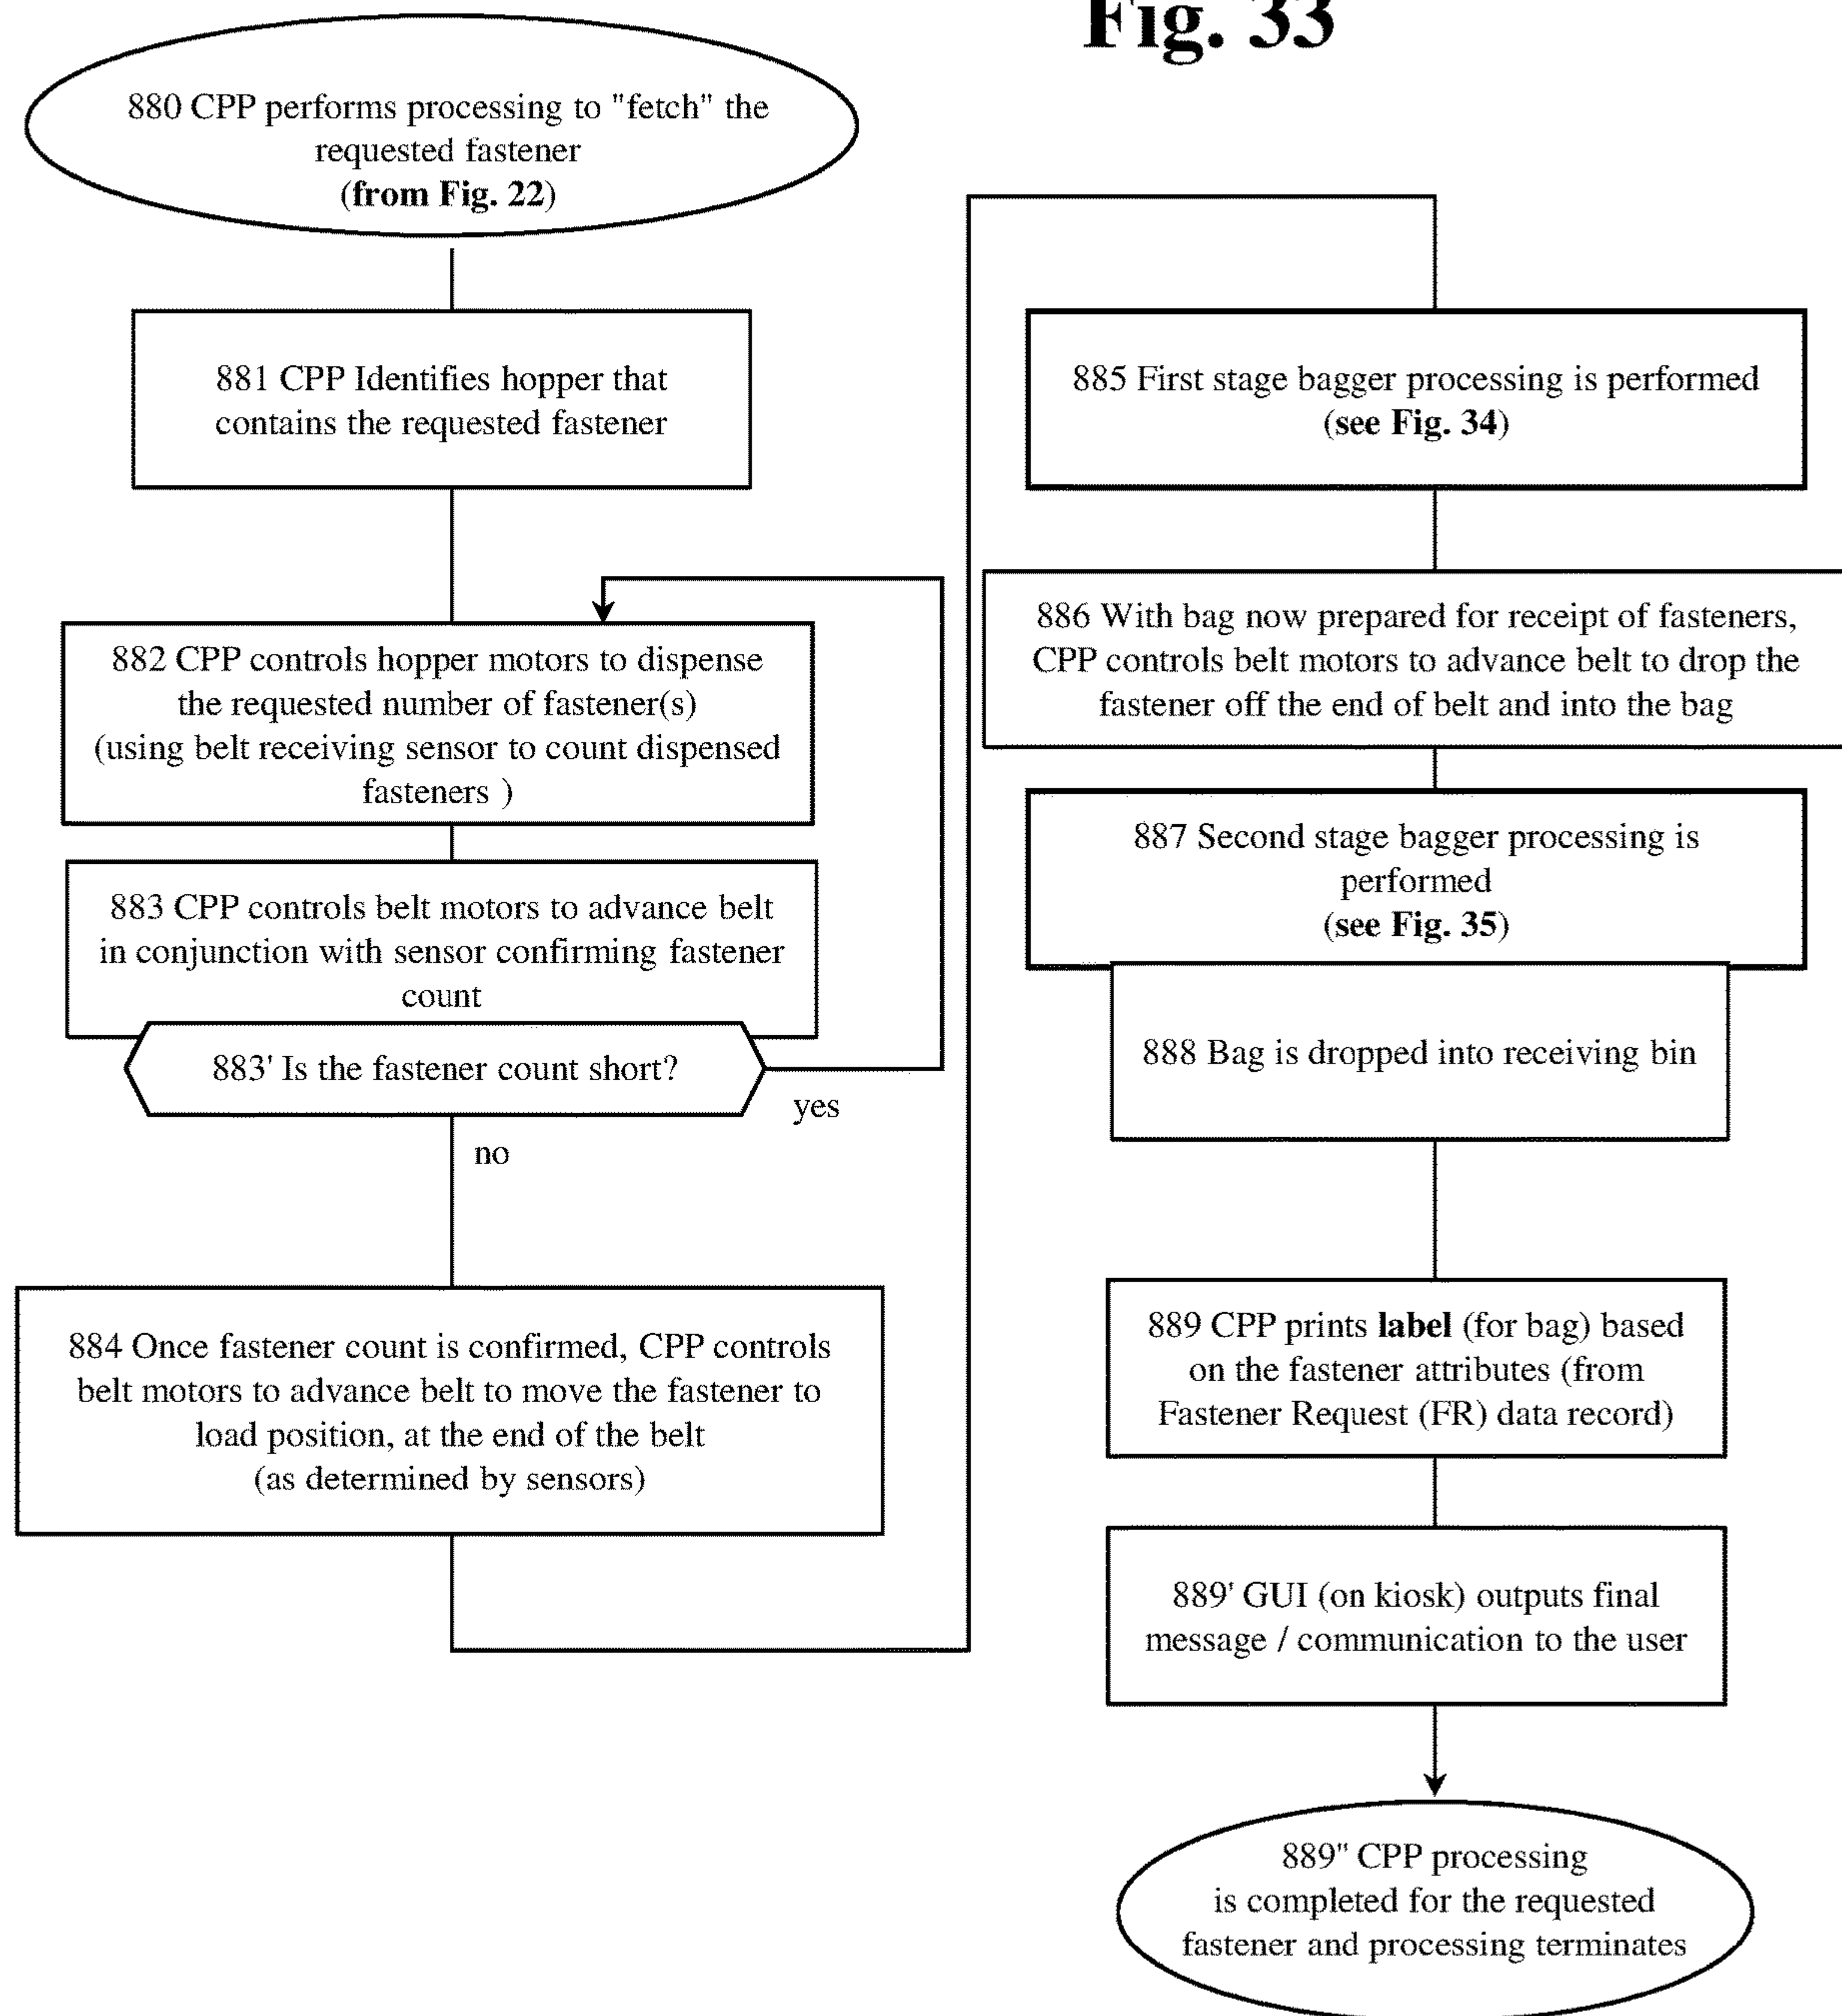 Fig. 33
880 CPP performs processing to "fetch" the
requested fastener
(from Fig. 22)
881 CPP Identifies hopper that
contains the requested fastener
882 CPP controls hopper motors to dispense
the requested number of fastener(s)
(using belt receiving sensor to count dispensed
fasteners )
883 CPP controls belt motors to advance belt
in conjunction with sensor confirming fastener
count
883' Is the fastener count short?
yes
no
884 Once fastener count is confirmed, CPP controls
belt motors to advance belt to move the fastener to
load position, at the end of the belt
(as determined by sensors)
885 First stage bagger processing is performed
(see Fig. 34)
886 With bag now prepared for receipt of fasteners,
CPP controls belt motors to advance belt to drop the
fastener off the end of belt and into the bag
887 Second stage bagger processing is
performed
(see Fig. 35)
888 Bag is dropped into receiving bin
889 CPP prints label (for bag) based
on the fastener attributes (from
Fastener Request (FR) data record)
889' GUI (on kiosk) outputs final
message / communication to the user
889" CPP processing
is completed for the requested
fastener and processing terminates